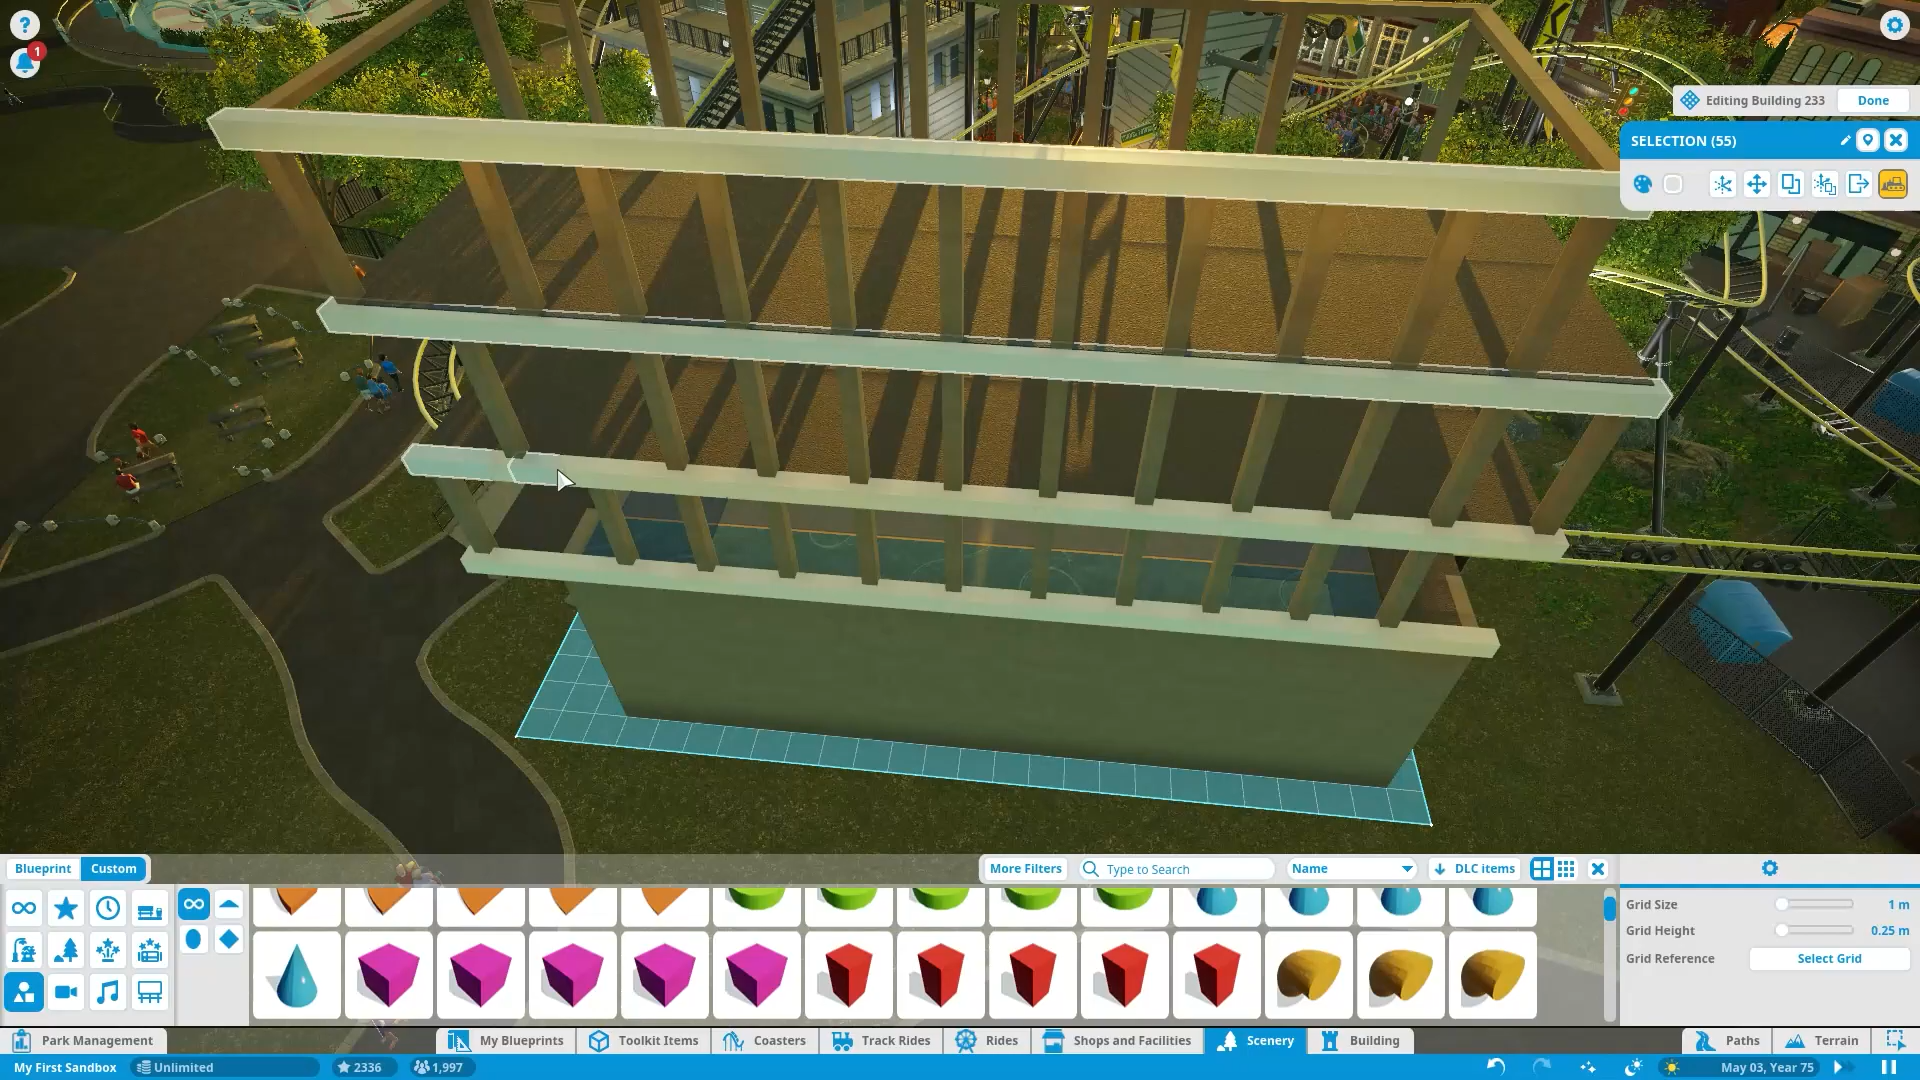 ?
1
Editing Building 233
Done
SELECTION (55)
Blueprint
Custom
More Filters
Type to Search
Name
DLC items
Grid Size
1 m
Grid Height
0.25 m
Grid Reference
Select Grid
Park Management
My Blueprints
Toolkit Items
Coasters
Track Rides
Rides
Shops and Facilities
Scenery
Building
Paths
Terrain
My First Sandbox
Unlimited
2336
1,997
May 03, Year 75